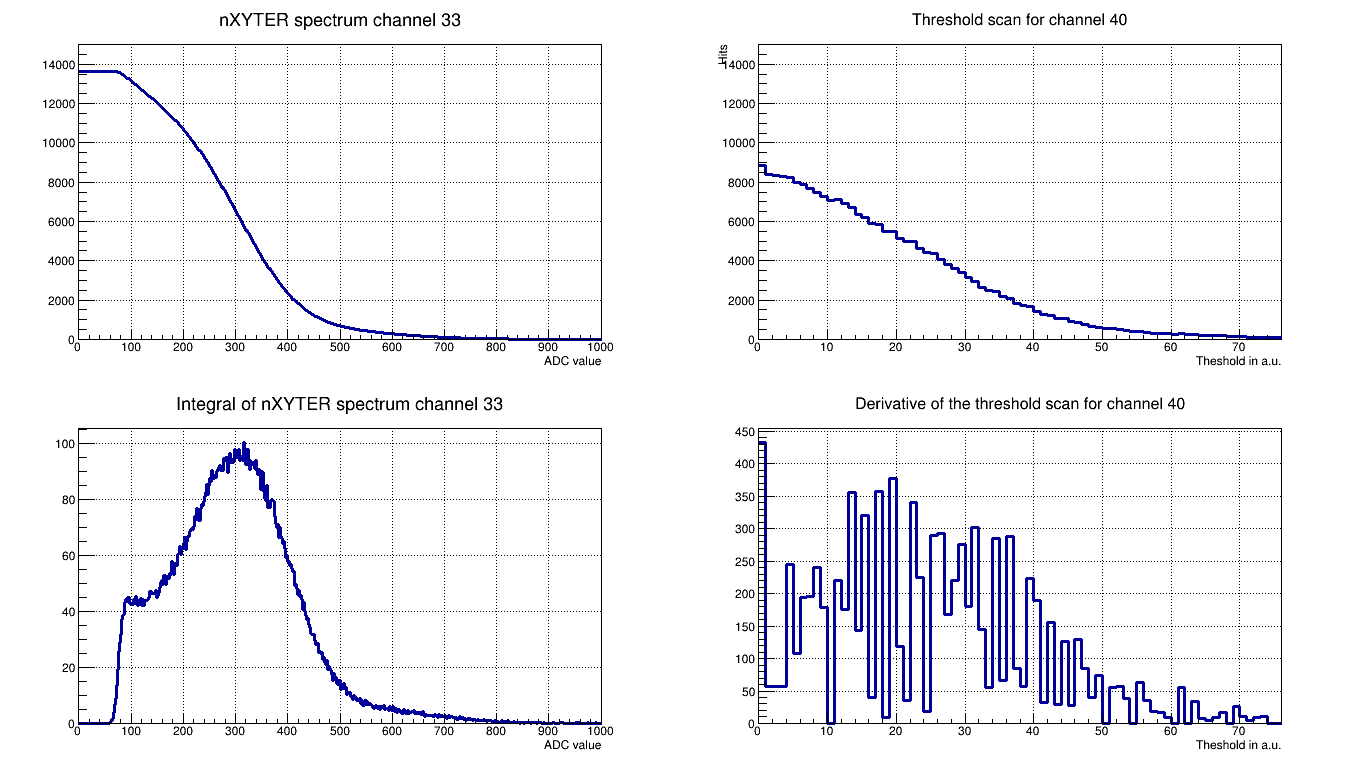 nXYTER spectrum channel 33
14000
12000
10000
8000
6000
4000
2000
0
0 100 200 300 400 500 600 700 800 900 1000
ADC value
Threshold scan for channel 40
Hits
14000
12000
10000
8000
6000
4000
2000
0
0 10 20 30 40 50 60 70
Theshold in a.u.
Integral of nXYTER spectrum channel 33
100
80
60
40
20
0
0 100 200 300 400 500 600 700 800 900 1000
ADC value
Derivative of the threshold scan for channel 40
450
400
350
300
250
200
150
100
50
0
0 10 20 30 40 50 60 70
Theshold in a.u.